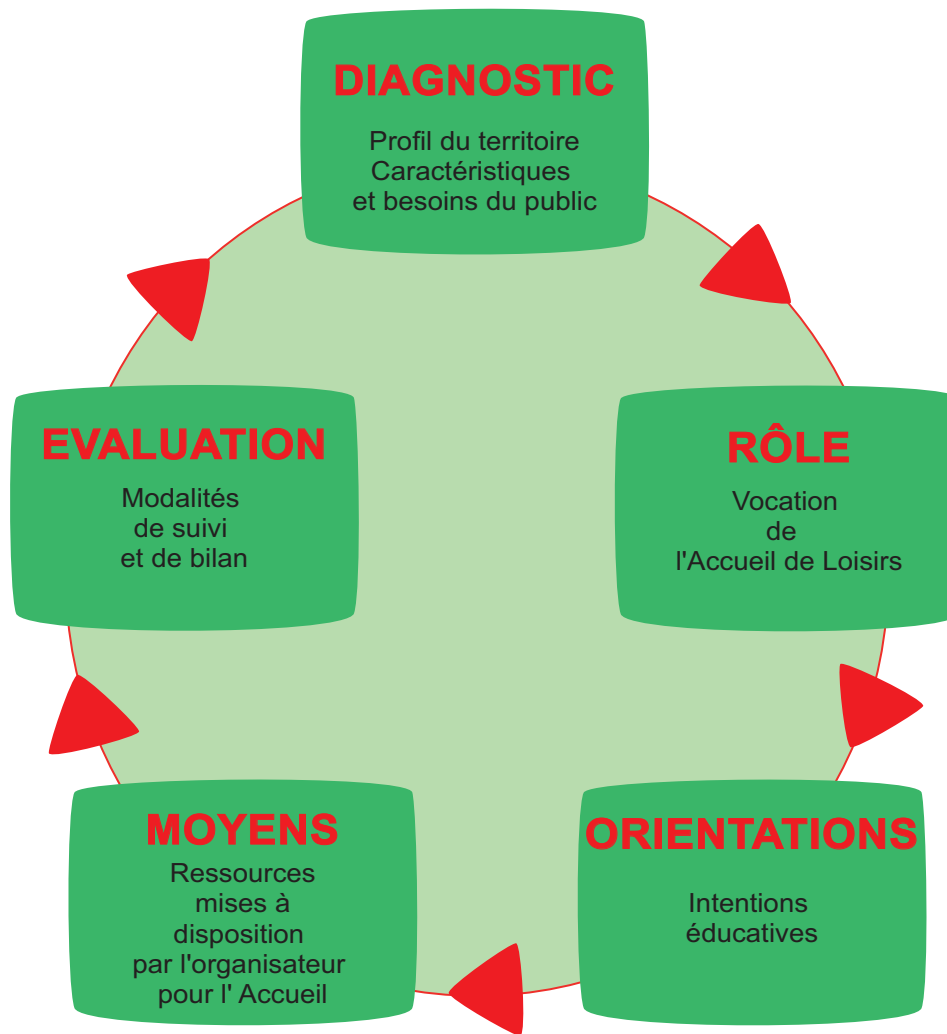 DIAGNOSTIC
Profil du territoire
Caractéristiques
et besoins du public
EVALUATION
Modalités
de suivi
et de bilan
RÔLE
Vocation
de
l'Accueil de Loisirs
MOYENS
Ressources
mises à
disposition
par l'organisateur
pour l' Accueil
ORIENTATIONS
Intentions
éducatives